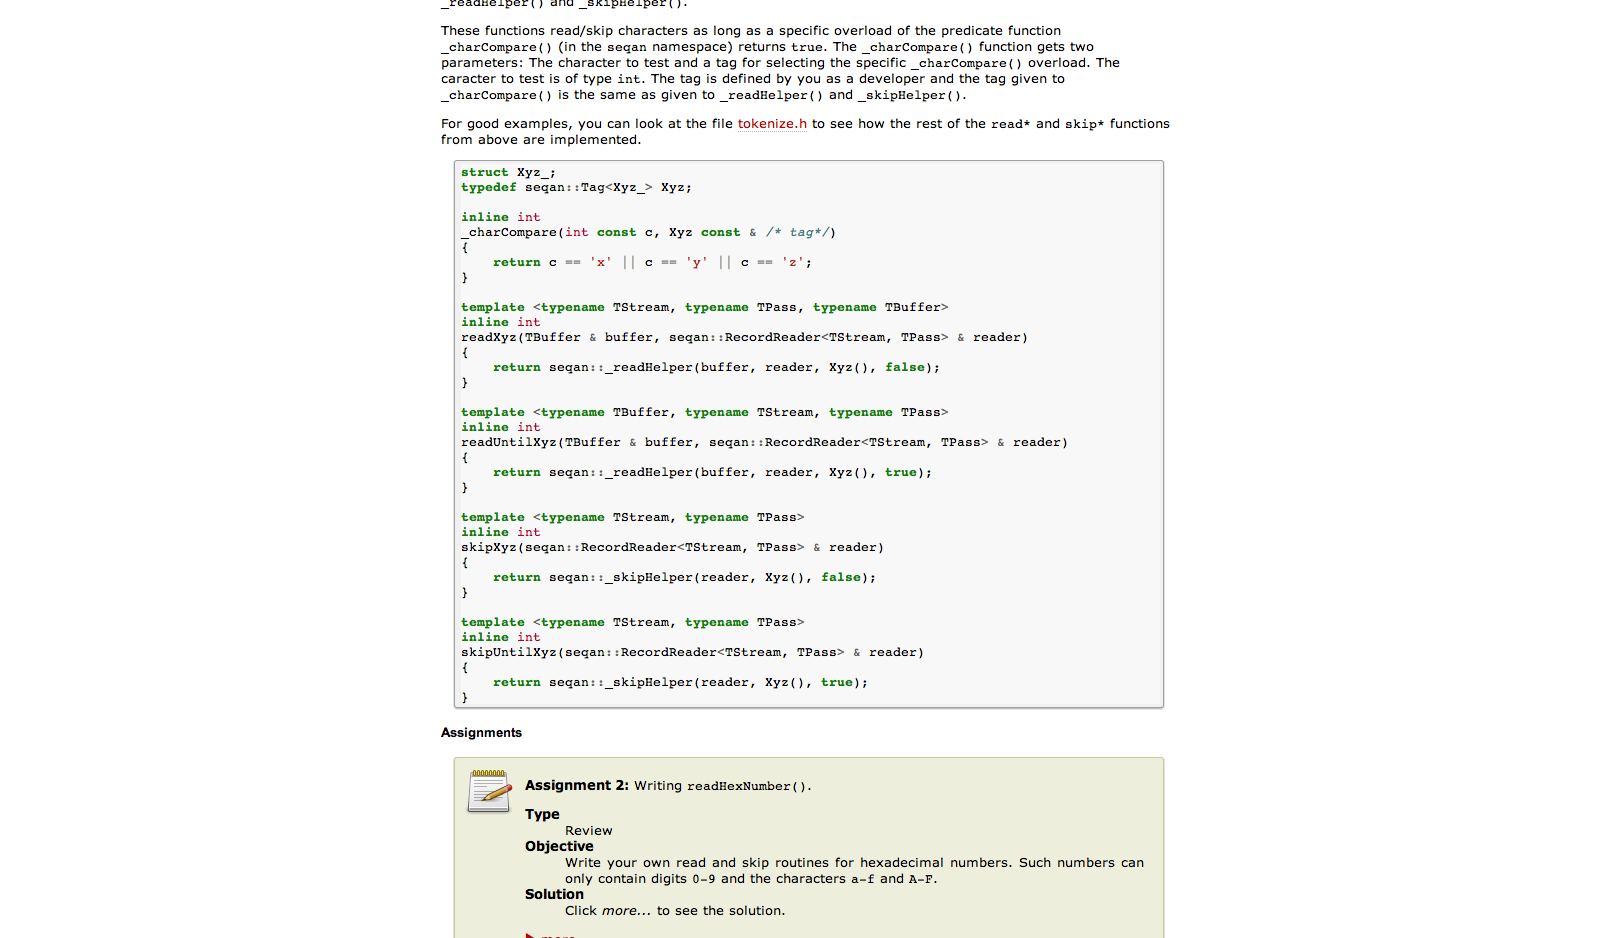 _readHelper() and _skipHelper().
These functions read/skip characters as long as a specific overload of the predicate function
_charCompare() (in the seqan namespace) returns true. The _charCompare() function gets two
parameters: The character to test and a tag for selecting the specific _charCompare() overload. The
caracter to test is of type int. The tag is defined by you as a developer and the tag given to
_charCompare() is the same as given to _readHelper() and _skipHelper().
For good examples, you can look at the file tokenize.h to see how the rest of the read* and skip* functions
from above are implemented.
struct Xyz_;
typedef seqan::Tag<Xyz_> Xyz;
inline int
_charCompare(int const c, Xyz const & /* tag*/)
{
    return c == 'x' || c == 'y' || c == 'z';
}
template <typename TStream, typename TPass, typename TBuffer>
inline int
readXyz(TBuffer & buffer, seqan::RecordReader<TStream, TPass> & reader)
{
    return seqan::_readHelper(buffer, reader, Xyz(), false);
}
template <typename TBuffer, typename TStream, typename TPass>
inline int
readUntilXyz(TBuffer & buffer, seqan::RecordReader<TStream, TPass> & reader)
{
    return seqan::_readHelper(buffer, reader, Xyz(), true);
}
template <typename TStream, typename TPass>
inline int
skipXyz(seqan::RecordReader<TStream, TPass> & reader)
{
    return seqan::_skipHelper(reader, Xyz(), false);
}
template <typename TStream, typename TPass>
inline int
skipUntilXyz(seqan::RecordReader<TStream, TPass> & reader)
{
    return seqan::_skipHelper(reader, Xyz(), true);
}
Assignments
Assignment 2: Writing readHexNumber().
Type
Review
Objective
Write your own read and skip routines for hexadecimal numbers. Such numbers can
only contain digits 0-9 and the characters a-f and A-F.
Solution
Click more... to see the solution.